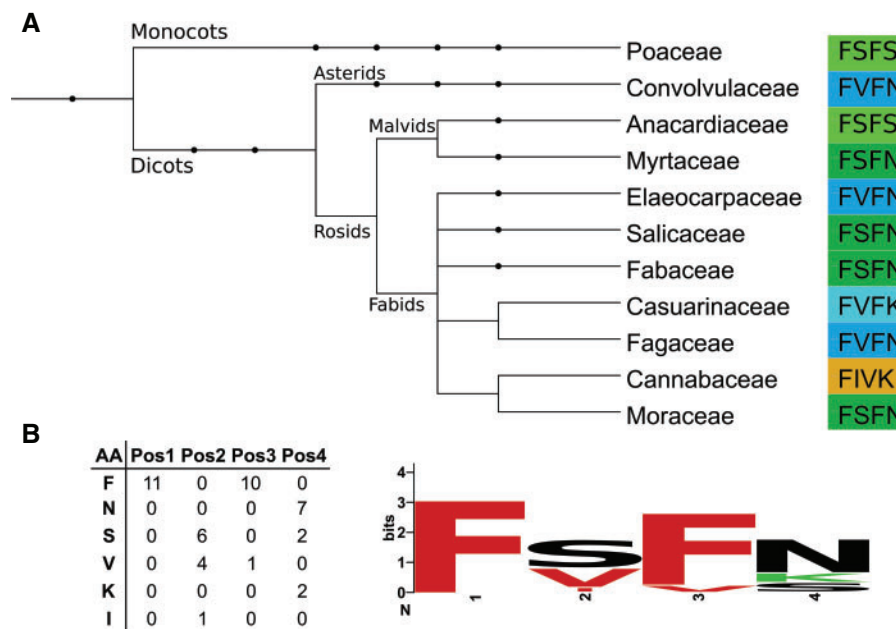 A
Monocots
Poaceae FSFS
Asterids
Convolvulaceae FVFN
Malvids
Anacardiaceae FSFS
Myrtaceae FSFN
Dicots
Elaeocarpaceae FVFN
Rosids
Salicaceae FSFN
Fabaceae FSFN
Fabids
Casuarinaceae FVFK
Fagaceae FVFN
Cannabaceae FIVK
Moraceae FSFN
B
AA Pos1 Pos2 Pos3 Pos4
F 11 0 10 0
N 0 0 0 7
S 0 6 0 2
V 0 4 1 0
K 0 0 0 2
I 0 1 0 0
4
3
2
1
0
bits
F S F N
V I V K S
N 1 2 3 4